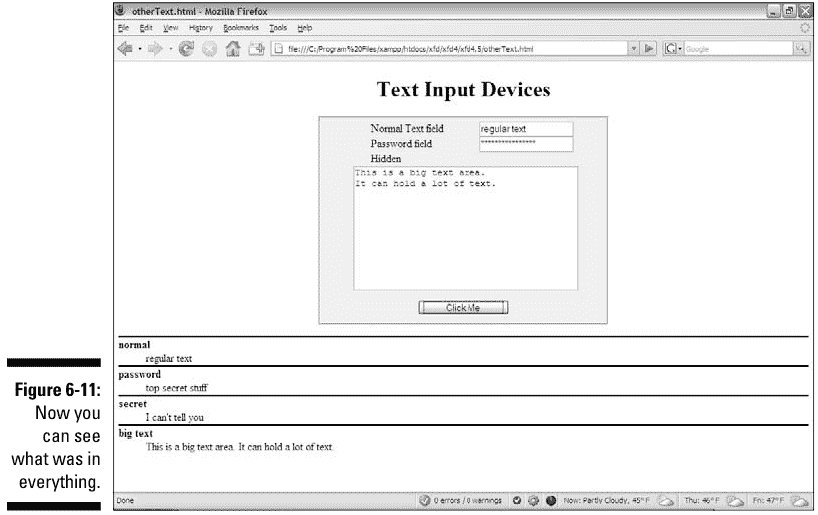 otherText.html - Mozilla Firefox
File Edit View History Bookmarks Tools Help
file:///C:/Program%20Files/xampp/htdocs/xfd/xfd4/xfd4.5/otherText.html
Google
Text Input Devices
Normal Text field regular text
Password field ****************
Hidden
This is a big text area.
It can hold a lot of text.
Click Me
normal
regular text
password
top secret stuff
secret
I can't tell you
big text
This is a big text area. It can hold a lot of text.
Done 0 errors / 0 warnings Now: Partly Cloudy, 45° F Thu: 46° F Fri: 47° F
Figure 6-11:
Now you
can see
what was in
everything.